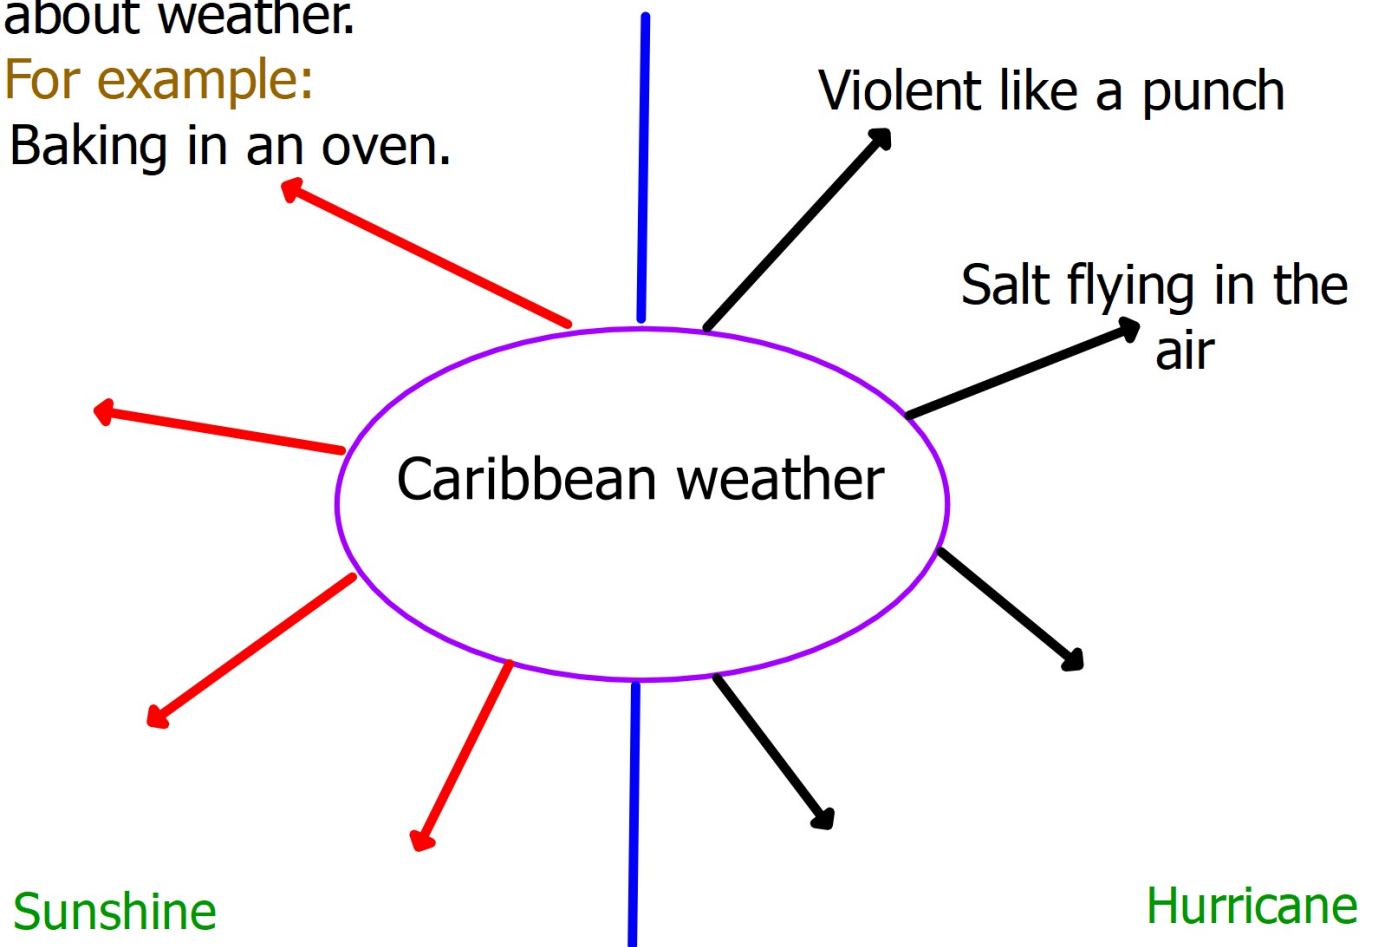 about weather.
For example:
Baking in an oven.
Violent like a punch
Salt flying in the
air
Caribbean weather
Sunshine
Hurricane